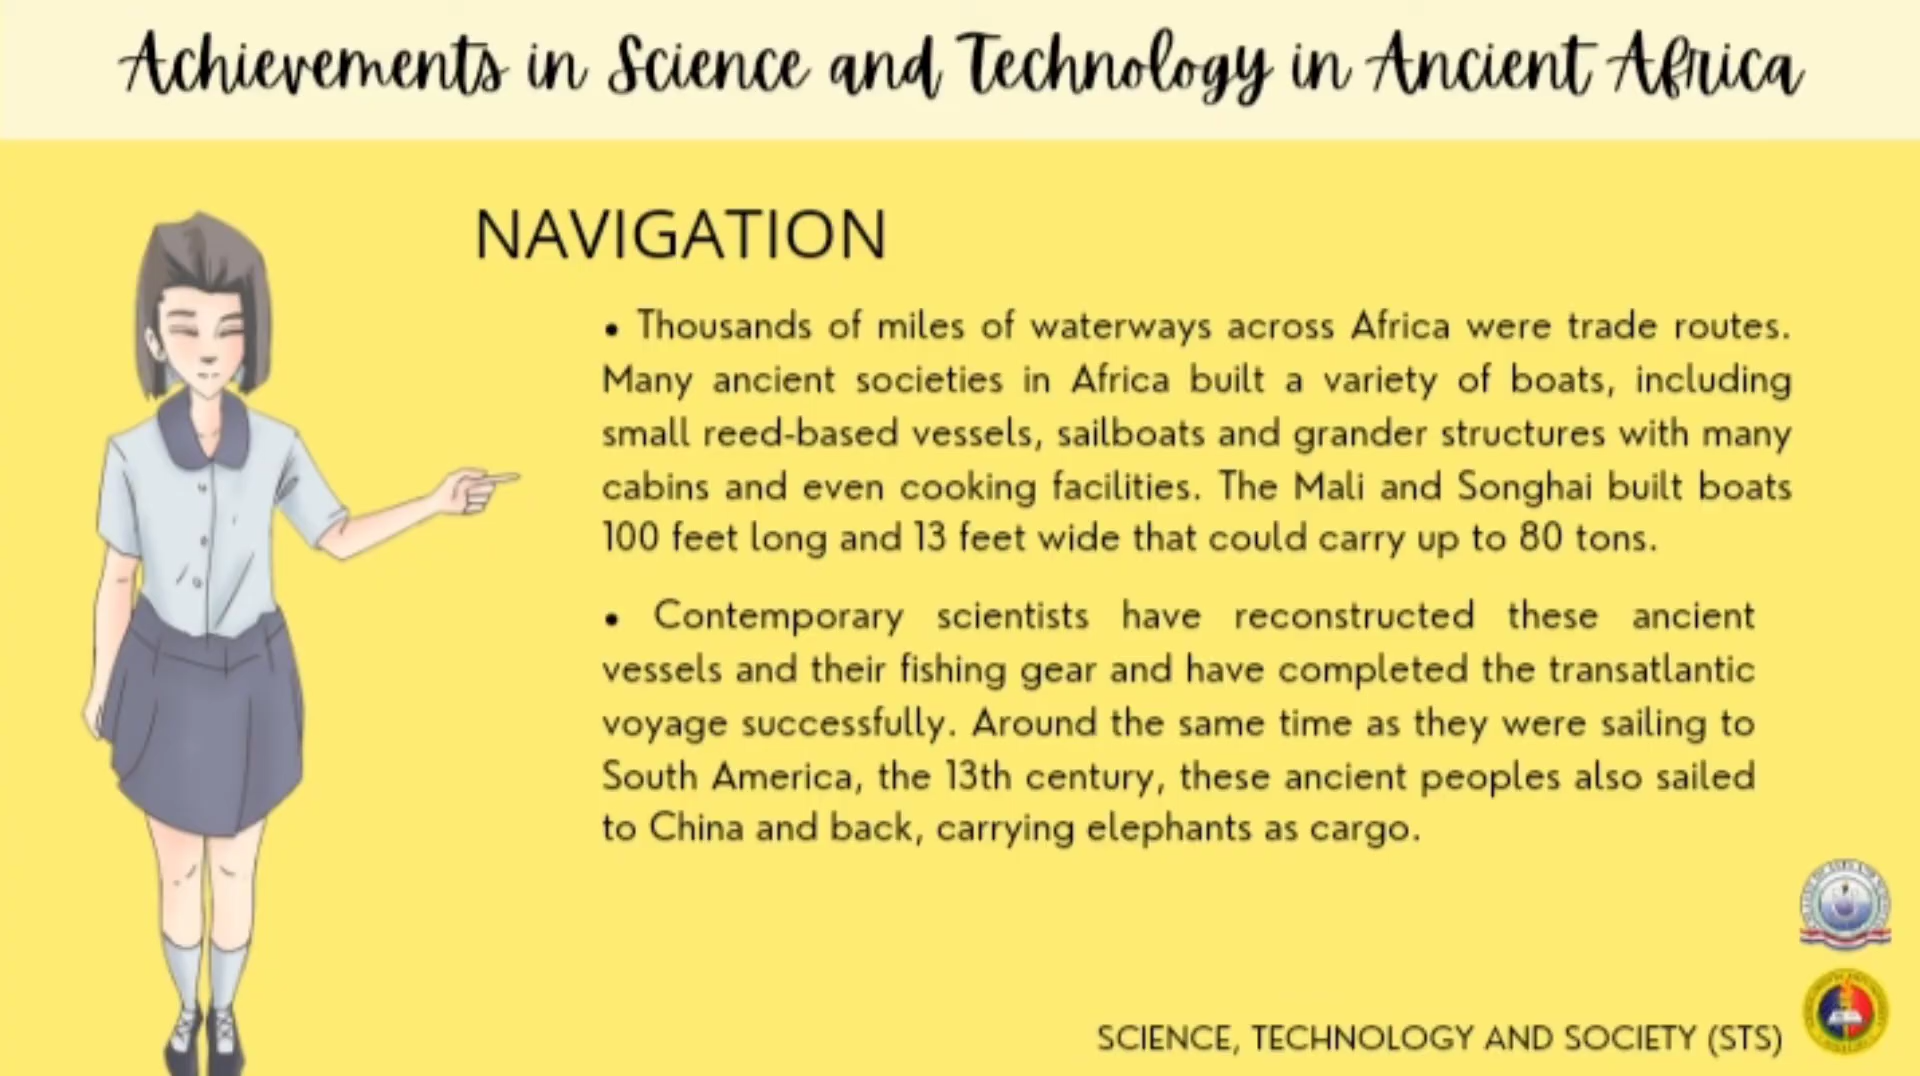 Achievements in Science and Technology in Ancient Africa
NAVIGATION
• Thousands of miles of waterways across Africa were trade routes.
Many ancient societies in Africa built a variety of boats, including
small reed-based vessels, sailboats and grander structures with many
cabins and even cooking facilities. The Mali and Songhai built boats
100 feet long and 13 feet wide that could carry up to 80 tons.
• Contemporary scientists have reconstructed these ancient
vessels and their fishing gear and have completed the transatlantic
voyage successfully. Around the same time as they were sailing to
South America, the 13th century, these ancient peoples also sailed
to China and back, carrying elephants as cargo.
SCIENCE, TECHNOLOGY AND SOCIETY (STS)